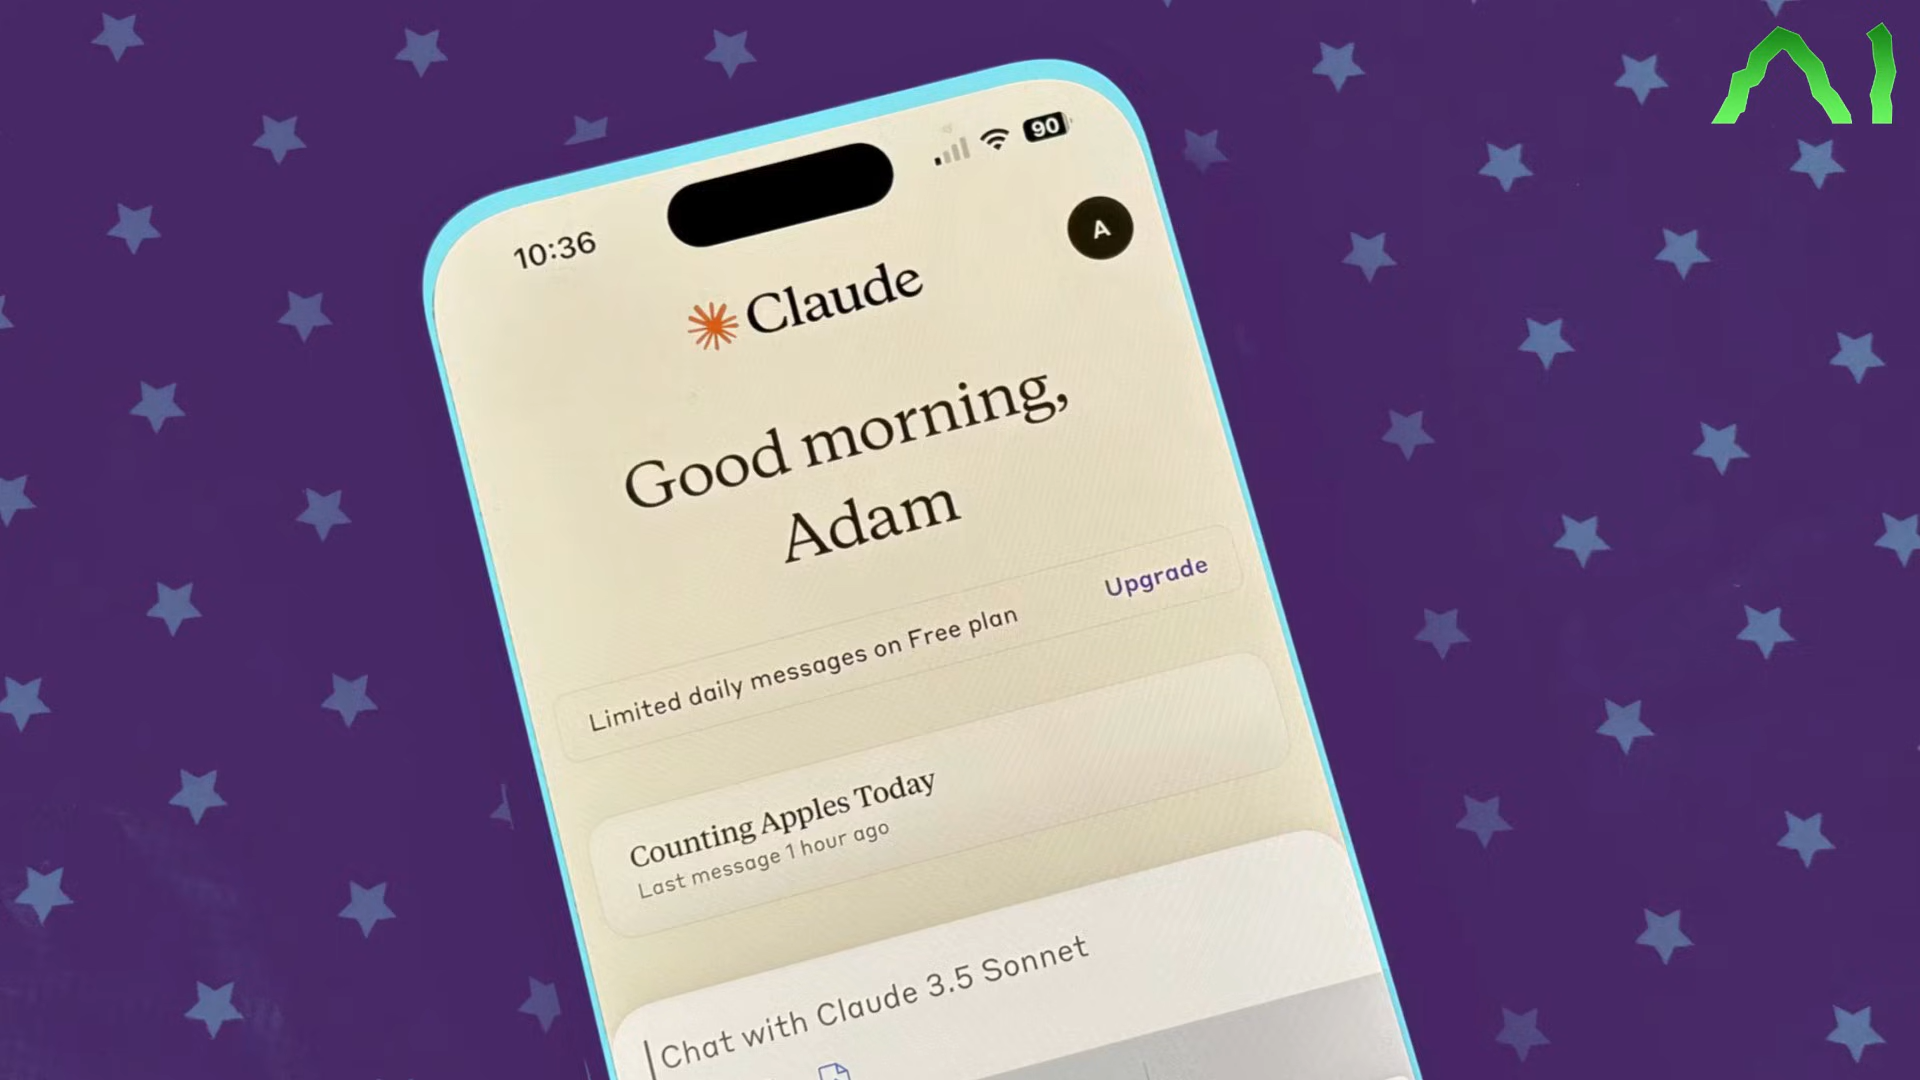 AI
90
10:36
A
Claude
Good morning,
Adam
Upgrade
Limited daily messages on Free plan
Counting Apples Today
Last message 1 hour ago
Chat with Claude 3.5 Sonnet